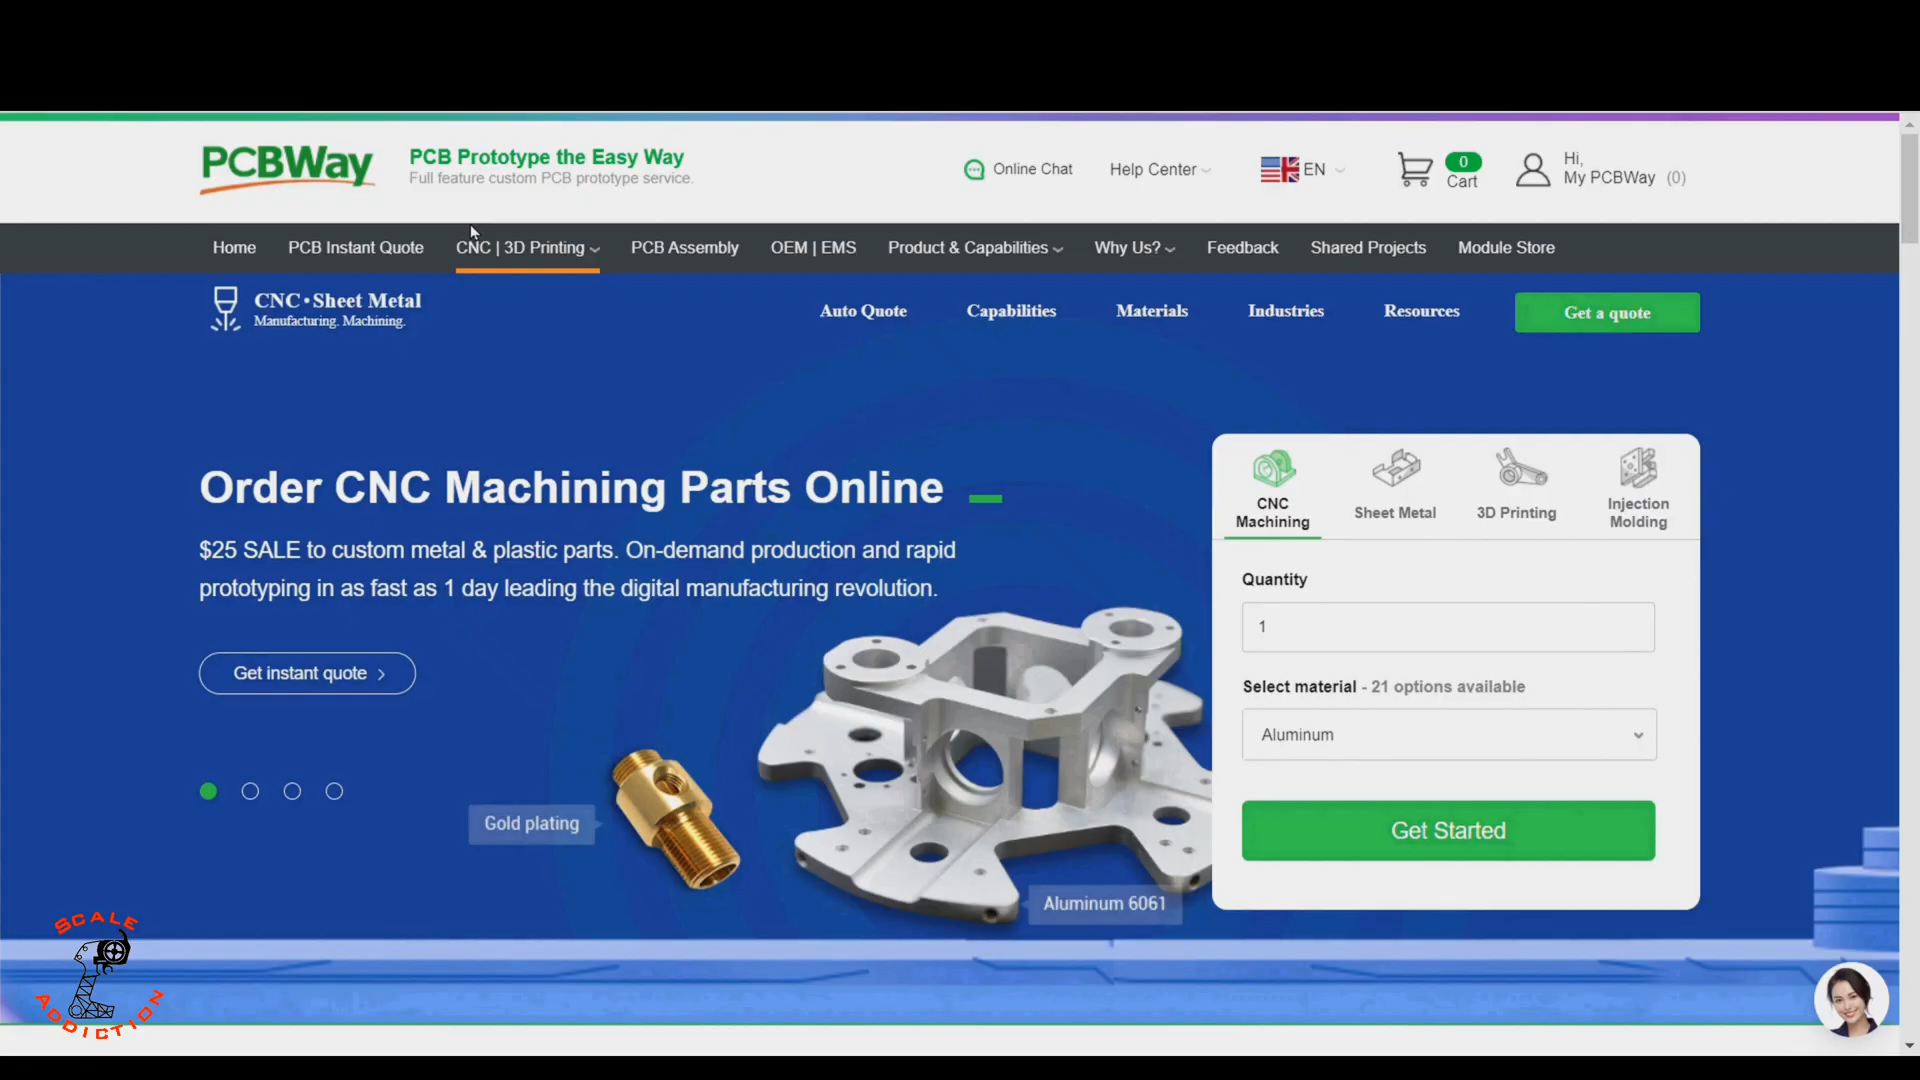 PCBWay
PCB Prototype the Easy Way
Full feature custom PCB prototype service.
Online Chat
Help Center
EN
0
Cart
Hi,
My PCBWay (0)
Home
PCB Instant Quote
CNC | 3D Printing
PCB Assembly
OEM | EMS
Product & Capabilities
Why Us?
Feedback
Shared Projects
Module Store
CNC•Sheet Metal
Manufacturing. Machining.
Auto Quote
Capabilities
Materials
Industries
Resources
Get a quote
Order CNC Machining Parts Online
$25 SALE to custom metal & plastic parts. On-demand production and rapid
prototyping in as fast as 1 day leading the digital manufacturing revolution.
Get instant quote
Gold plating
Aluminum 6061
CNC
Machining
Sheet Metal
3D Printing
Injection
Molding
Quantity
1
Select material - 21 options available
Aluminum
Get Started
SCALE
ADDICTION